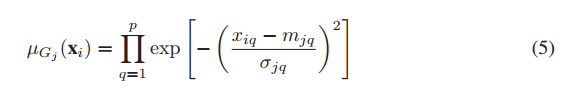 μ_{G_j}(𝐱_i) = ∏_{q=1}^{p} exp [ − ( (x_{iq} − m_{jq}) / σ_{jq} )^2 ] (5)